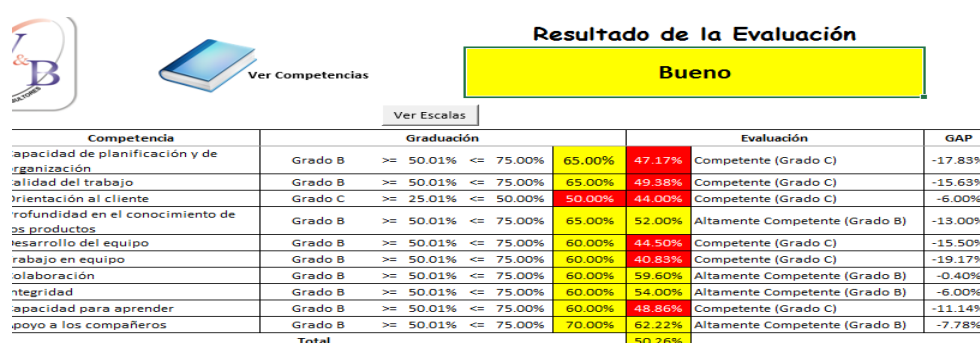 &
B
Resultado de la Evaluación
Ver Competencias
Bueno
Ver Escalas
Competencia Graduación Evaluación GAP
apacidad de planificación y de
rganización Grado B >= 50.01% <= 75.00% 65.00% 47.17% Competente (Grado C) -17.83%
alidad del trabajo Grado B >= 50.01% <= 75.00% 65.00% 49.38% Competente (Grado C) -15.63%
Orientación al cliente Grado C >= 25.01% <= 50.00% 50.00% 44.00% Competente (Grado C) -6.00%
rofundidad en el conocimiento de
os productos Grado B >= 50.01% <= 75.00% 65.00% 52.00% Altamente Competente (Grado B) -13.00%
esarrollo del equipo Grado B >= 50.01% <= 75.00% 60.00% 44.50% Competente (Grado C) -15.50%
rabajo en equipo Grado B >= 50.01% <= 75.00% 60.00% 40.83% Competente (Grado C) -19.17%
olaboración Grado B >= 50.01% <= 75.00% 60.00% 59.60% Altamente Competente (Grado B) -0.40%
ntegridad Grado B >= 50.01% <= 75.00% 60.00% 54.00% Altamente Competente (Grado B) -6.00%
apacidad para aprender Grado B >= 50.01% <= 75.00% 60.00% 48.86% Competente (Grado C) -11.14%
poyo a los compañeros Grado B >= 50.01% <= 75.00% 70.00% 62.22% Altamente Competente (Grado B) -7.78%
Total 50.26%